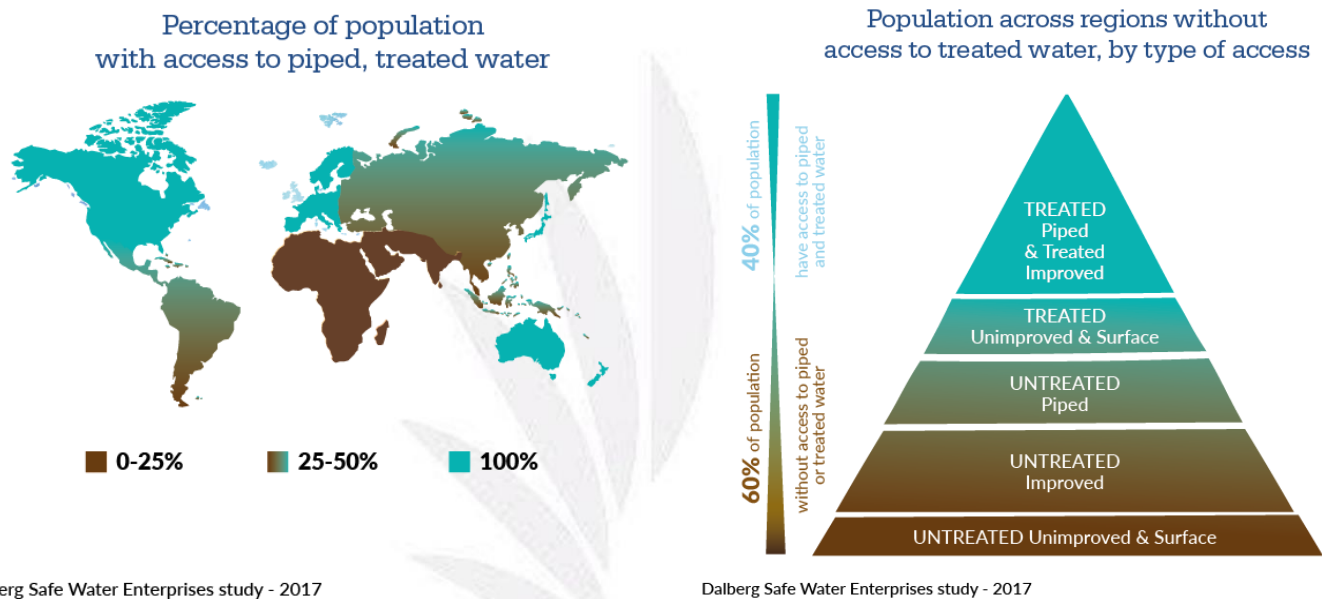 Percentage of population
with access to piped, treated water
0-25%
25-50%
100%
erg Safe Water Enterprises study - 2017
Population across regions without
access to treated water, by type of access
40% of population
have access to piped
and treated water
60% of population
without access to piped
or treated water
TREATED
Piped
& Treated
Improved
TREATED
Unimproved & Surface
UNTREATED
Piped
UNTREATED
Improved
UNTREATED Unimproved & Surface
Dalberg Safe Water Enterprises study - 2017